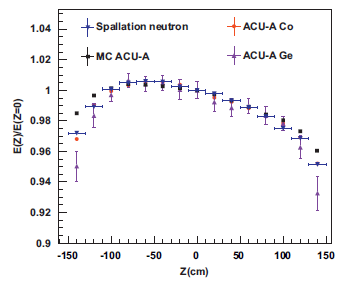 Spallation neutron
ACU-A Co
MC ACU-A
ACU-A Ge
E(Z)/E(Z=0)
1.04
1.02
1
0.98
0.96
0.94
0.92
0.9
-150 -100 -50 0 50 100 150
Z(cm)